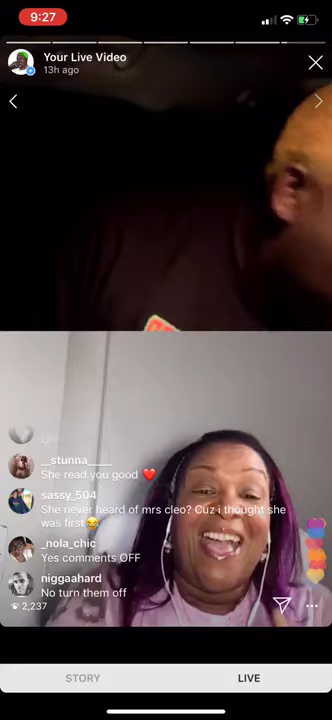 9:27
Your Live Video
13h ago
__stunna____
She read you good ❤️
sassy_504
She never heard of mrs cleo? Cuz i thought she
was first😂
_nola_chic
Yes comments OFF
niggaahard
No turn them off
2,237
STORY
LIVE